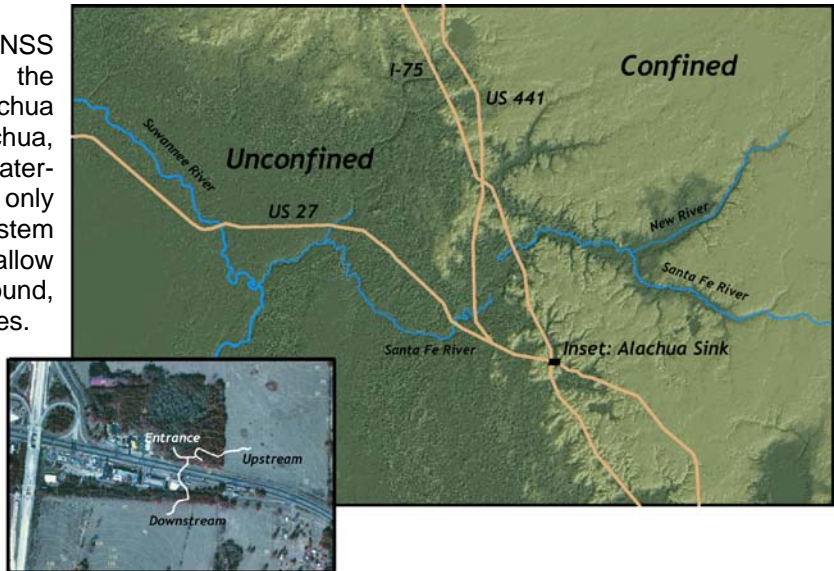 NSS
the
chua
hua,
ater-
only
stem
allow
ound,
es.
I-75
US 441
Confined
Suwannee River
Unconfined
US 27
New River
Santa Fe River
Santa Fe River
Inset: Alachua Sink
Entrance
Upstream
Downstream